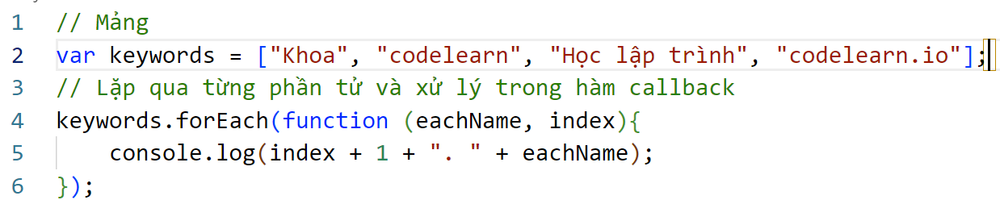 1 // Mảng
2 var keywords = ["Khoa", "codelearn", "Học lập trình", "codelearn.io"];
3 // Lặp qua từng phần tử và xử lý trong hàm callback
4 keywords.forEach(function (eachName, index){
5     console.log(index + 1 + ". " + eachName);
6 });